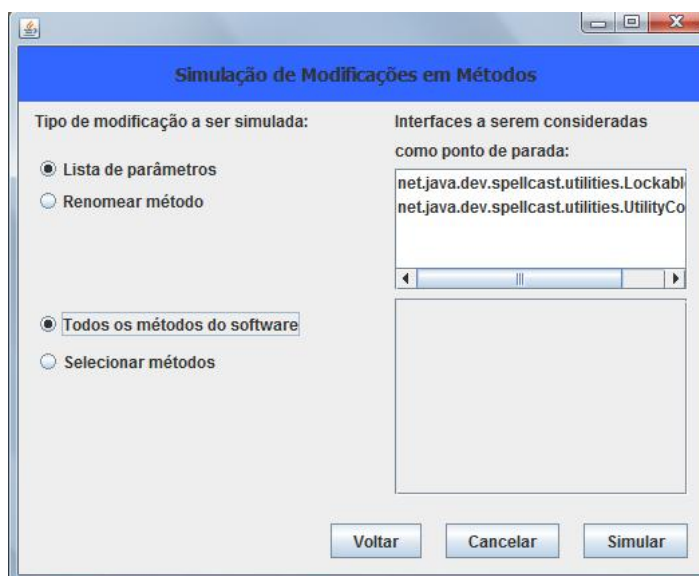 Simulação de Modificações em Métodos
Tipo de modificação a ser simulada:
Lista de parâmetros
Renomear método
Todos os métodos do software
Selecionar métodos
Interfaces a serem consideradas
como ponto de parada:
net.java.dev.spellcast.utilities.Lockabl
net.java.dev.spellcast.utilities.UtilityCo
Voltar
Cancelar
Simular